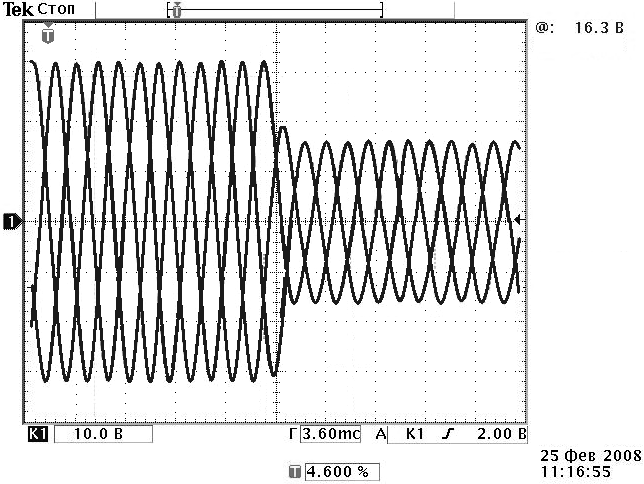 Tek Стоп
T
T
@: 16.3 В
1
К1 10.0 В Г 3.60мс А К1 2.00 В
T 4.600 %
25 фев 2008
11:16:55